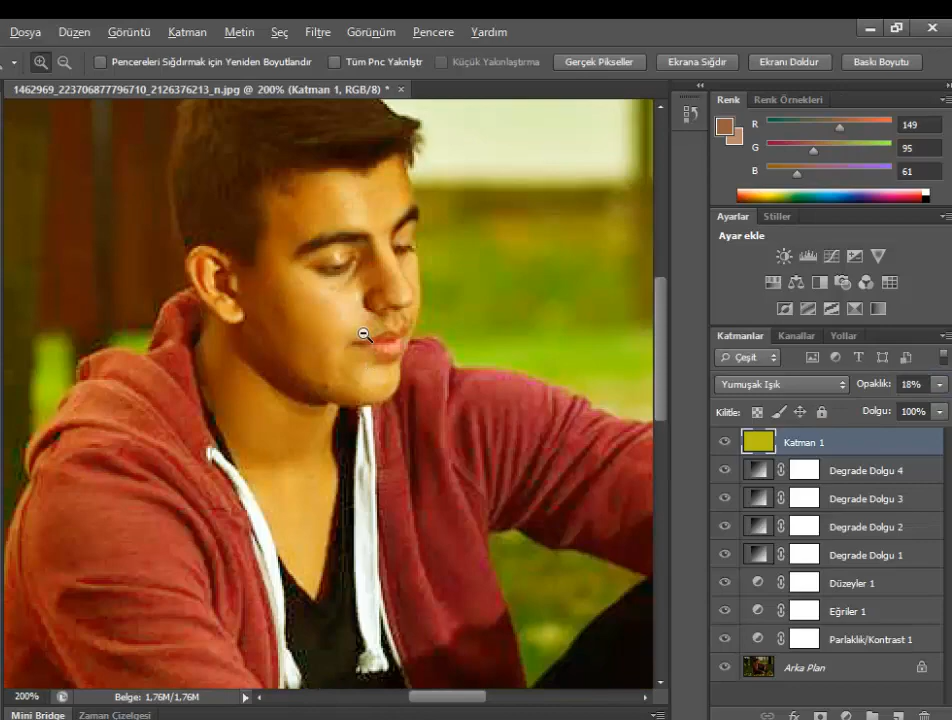 Dosya Düzen Görüntü Katman Metin Seç Filtre Görünüm Pencere Yardım
Pencereleri Sığdırmak için Yeniden Boyutlandır Tüm Pnc Yaknlştr Küçük Yakınlaştırma Gerçek Pikseller Ekrana Sığdır Ekranı Doldur Baskı Boyutu
1462969_223706877796710_2126376213_n.jpg @ 200% (Katman 1, RGB/8) * ×
Renk Renk Örnekleri
R 149
G 95
B 61
Ayarlar Stiller
Ayar ekle
Katmanlar Kanallar Yollar
Çeşit
Yumuşak Işık Opaklık: 18%
Kilitle: Dolgu: 100%
Katman 1
Degrade Dolgu 4
Degrade Dolgu 3
Degrade Dolgu 2
Degrade Dolgu 1
Düzeyler 1
Eğriler 1
Parlaklık/Kontrast 1
Arka Plan
200% Belge: 1,76M/1,76M
Mini Bridge Zaman Çizelgesi